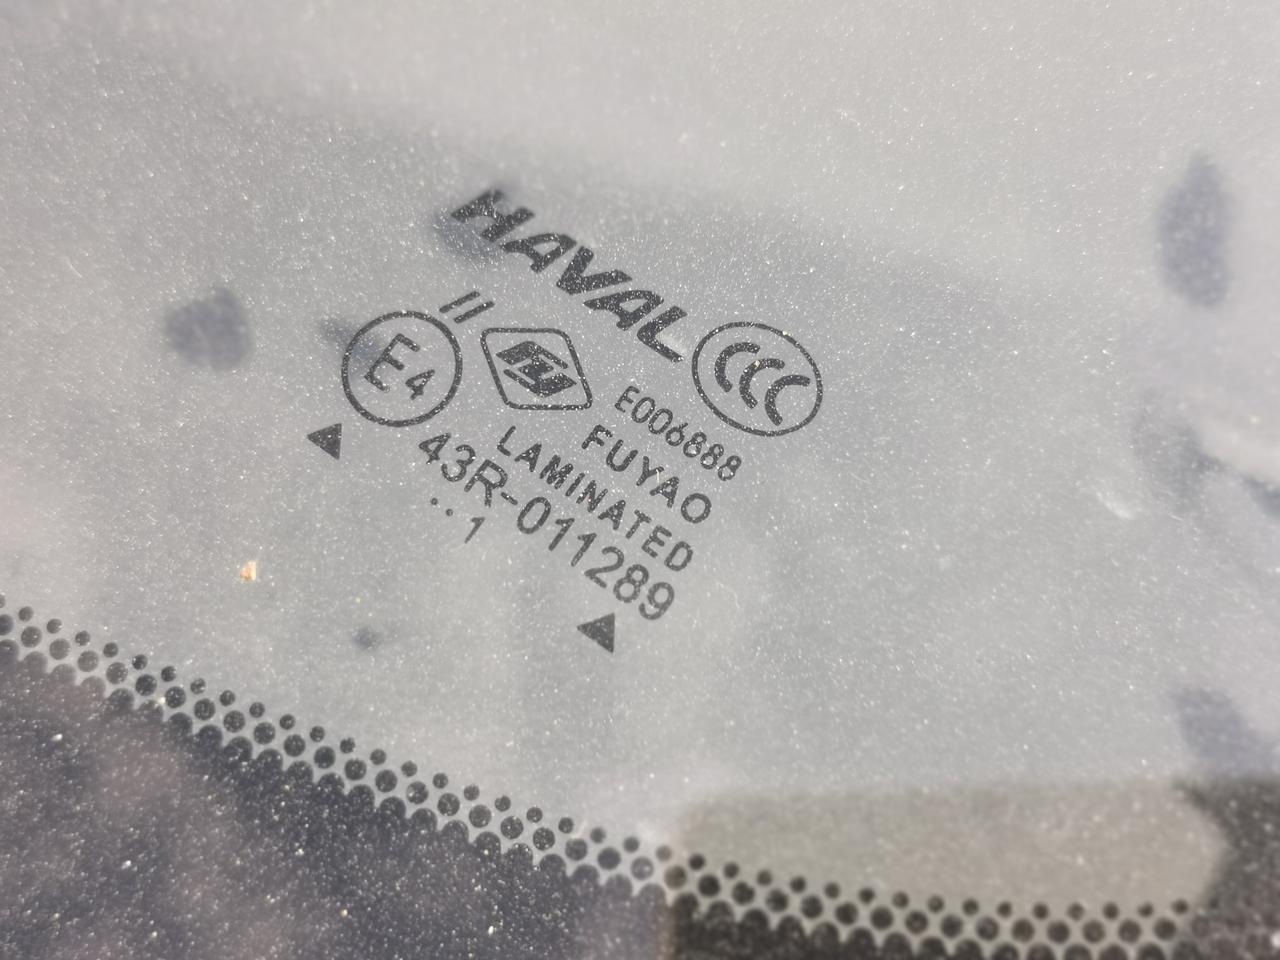 HAVAL
II
E4
CCC
E006888
FUYAO
LAMINATED
43R-011289
..1